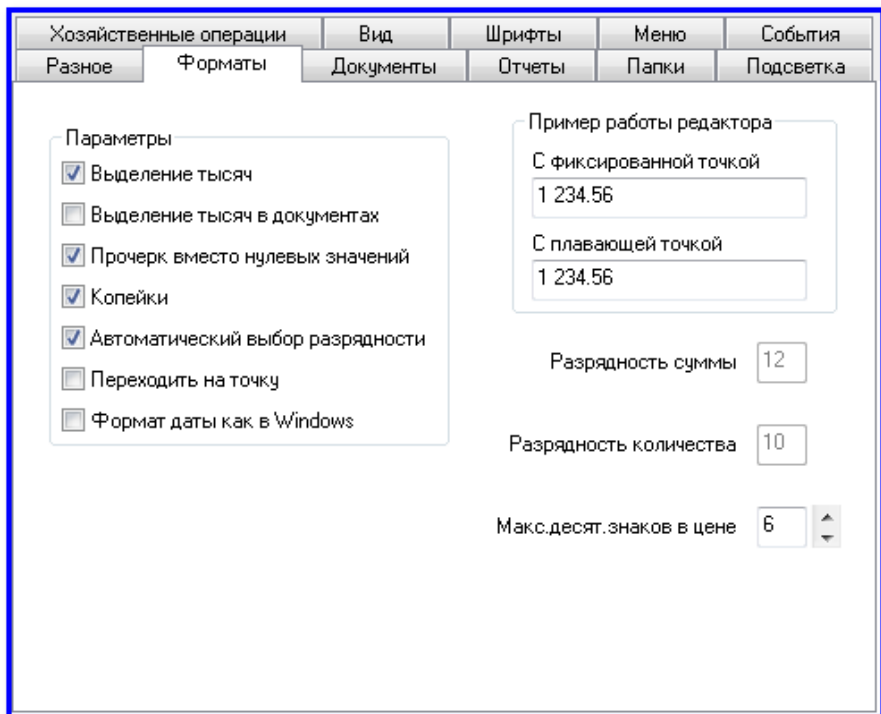 Хозяйственные операции Вид Шрифты Меню События
Разное Форматы Документы Отчеты Папки Подсветка
Параметры
Выделение тысяч
Выделение тысяч в документах
Прочерк вместо нулевых значений
Копейки
Автоматический выбор разрядности
Переходить на точку
Формат даты как в Windows
Пример работы редактора
С фиксированной точкой
1 234.56
С плавающей точкой
1 234.56
Разрядность суммы 12
Разрядность количества 10
Макс.десят.знаков в цене 6